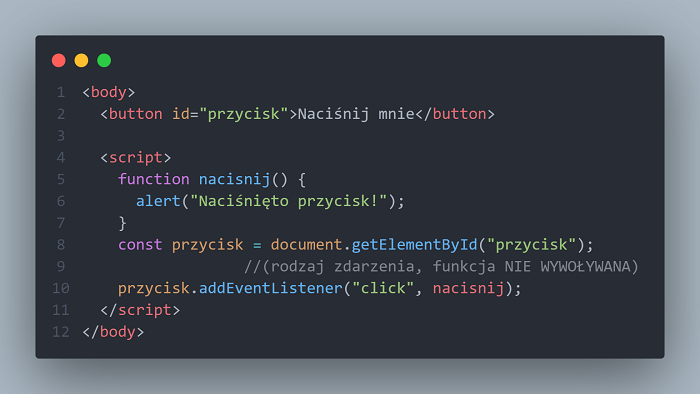 1 <body>
2   <button id="przycisk">Naciśnij mnie</button>
3
4   <script>
5     function nacisnij() {
6       alert("Naciśnięto przycisk!");
7     }
8     const przycisk = document.getElementById("przycisk");
9                   //(rodzaj zdarzenia, funkcja NIE WYWOŁYWANA)
10     przycisk.addEventListener("click", nacisnij);
11   </script>
12 </body>